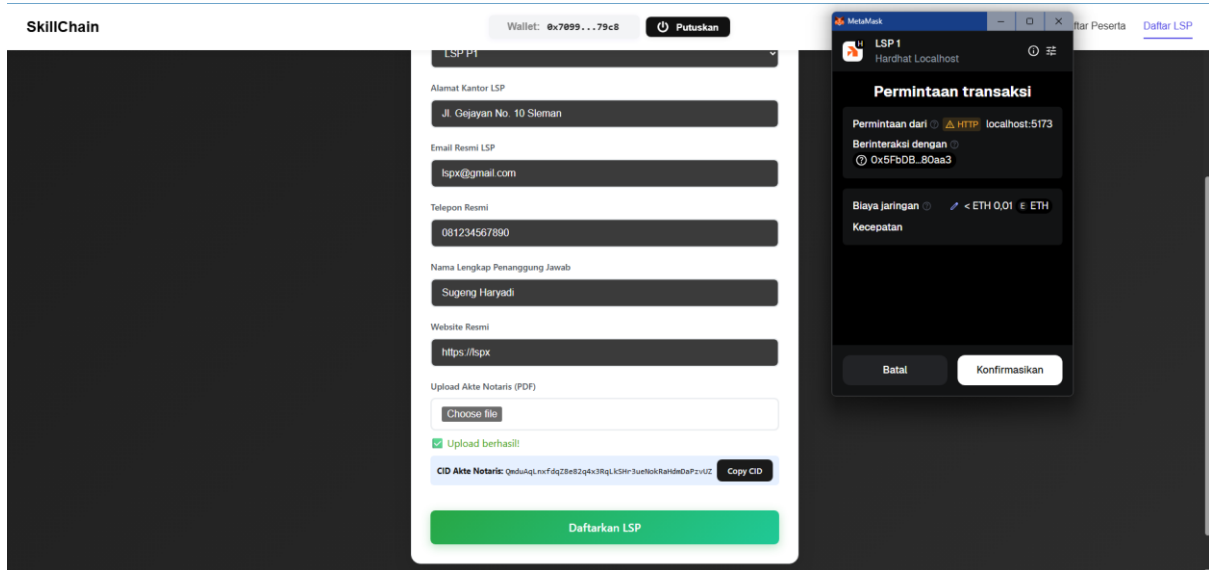 SkillChain
Wallet: 0x7099...79c8
Putuskan
ftar Peserta
Daftar LSP
LSP P1
Alamat Kantor LSP
Jl. Gejayan No. 10 Sleman
Email Resmi LSP
lspx@gmail.com
Telepon Resmi
081234567890
Nama Lengkap Penanggung Jawab
Sugeng Haryadi
Website Resmi
https://lspx
Upload Akte Notaris (PDF)
Choose file
Upload berhasil!
CID Akte Notaris: QmduAqLnxfdqZ8e82q4x3RqLkSHr3ueNokRaHdmDaPzvUZ
Copy CID
Daftarkan LSP
MetaMask
H
LSP 1
Hardhat Localhost
Permintaan transaksi
Permintaan dari HTTP localhost:5173
Berinteraksi dengan
0x5FbDB...80aa3
Biaya jaringan < ETH 0,01 E ETH
Kecepatan
Batal
Konfirmasikan